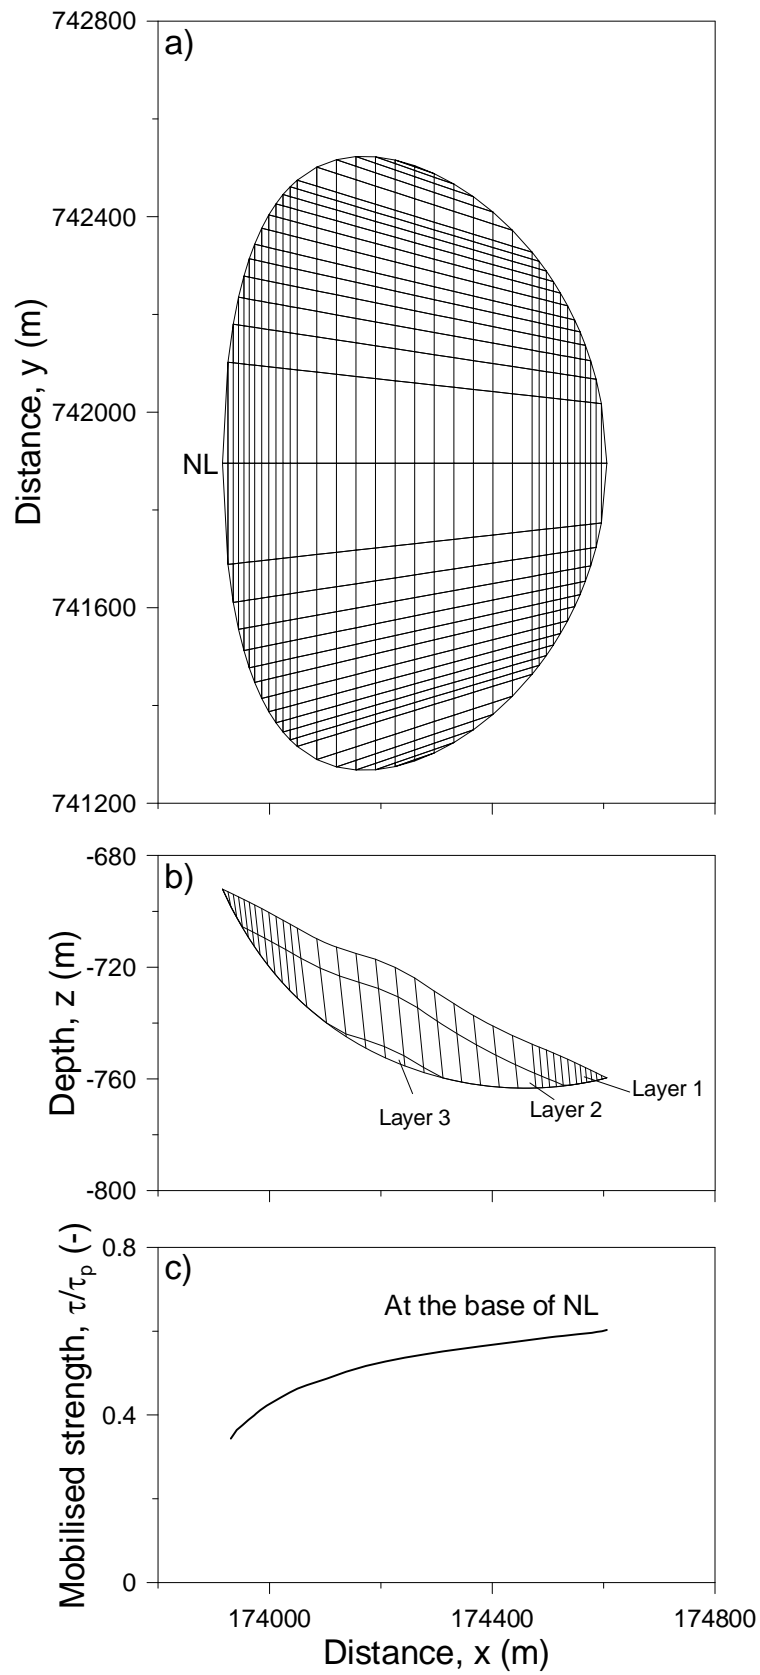 742800
a)
742400
Distance, y (m)
742000
NL
741600
741200
-680
b)
-720
Depth, z (m)
-760
Layer 1
Layer 2
Layer 3
-800
0.8
c)
Mobilised strength, τ/τp (-)
At the base of NL
0.4
0
174000 174400 174800
Distance, x (m)